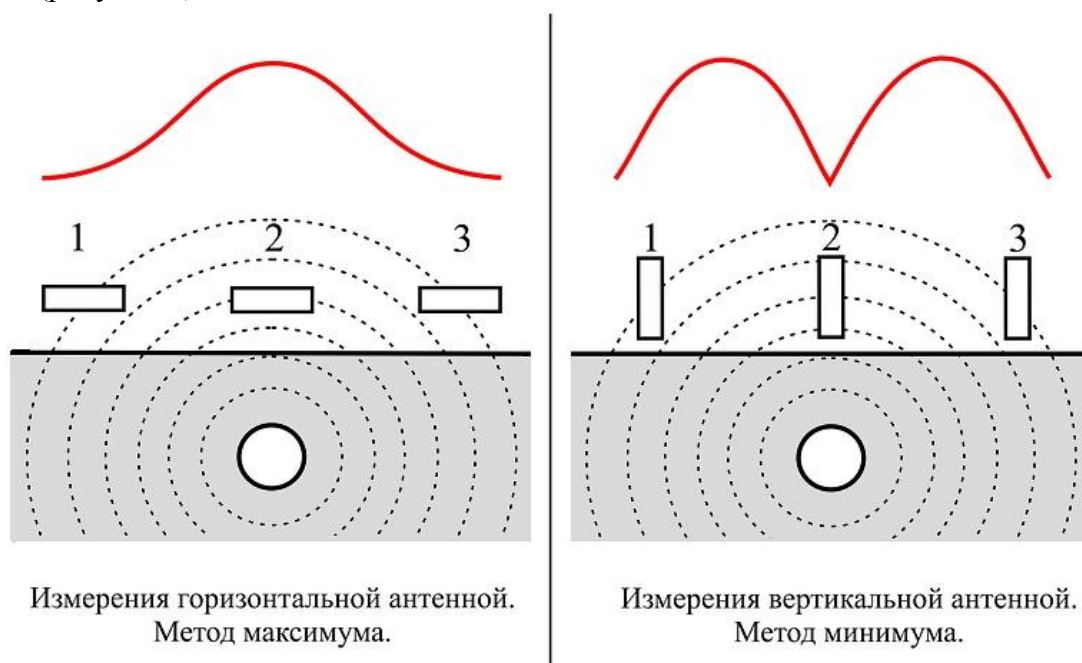 1
2
3
1
2
3
Измерения горизонтальной антенной.
Метод максимума.
Измерения вертикальной антенной.
Метод минимума.